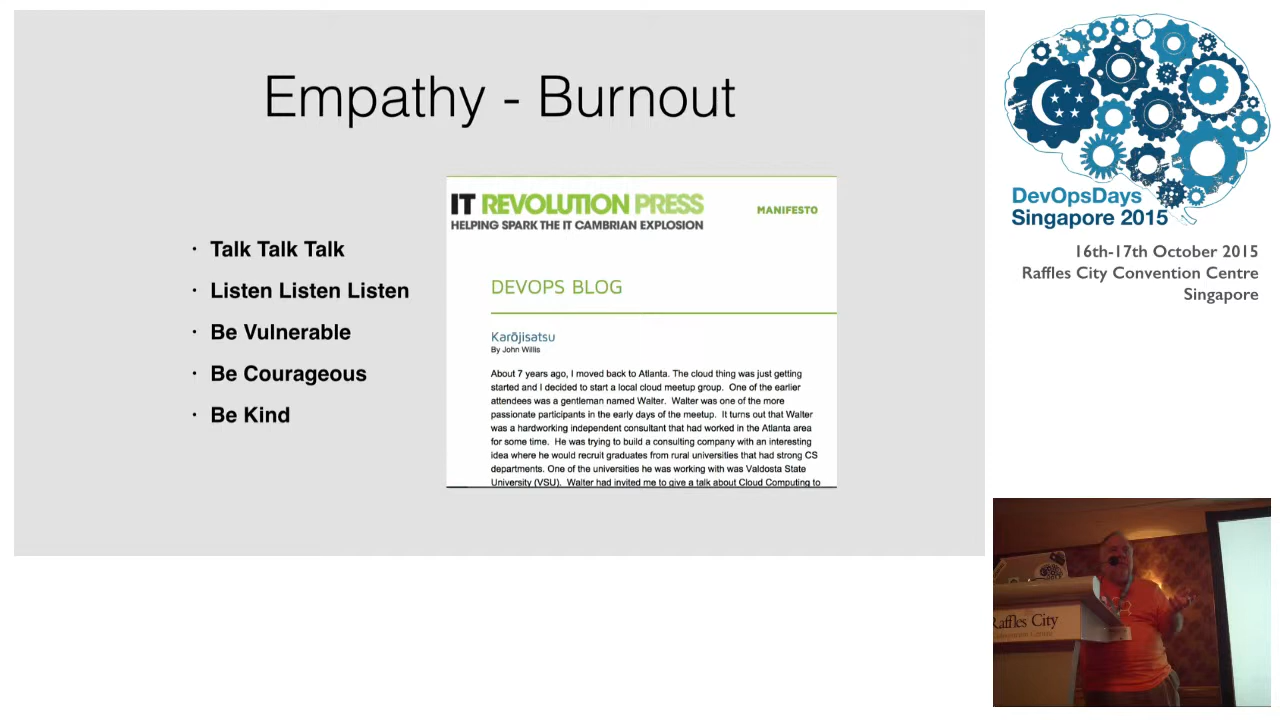 Empathy - Burnout
· Talk Talk Talk
· Listen Listen Listen
· Be Vulnerable
· Be Courageous
· Be Kind
IT REVOLUTION PRESS
HELPING SPARK THE IT CAMBRIAN EXPLOSION
MANIFESTO
DEVOPS BLOG
Karōjisatsu
By John Willis
About 7 years ago, I moved back to Atlanta. The cloud thing was just getting
started and I decided to start a local cloud meetup group. One of the earlier
attendees was a gentleman named Walter. Walter was one of the more
passionate participants in the early days of the meetup. It turns out that Walter
was a hardworking independent consultant that had worked in the Atlanta area
for some time. He was trying to build a consulting company with an interesting
idea where he would recruit graduates from rural universities that had strong CS
departments. One of the universities he was working with was Valdosta State
University (VSU). Walter had invited me to give a talk about Cloud Computing to
DevOpsDays
Singapore 2015
16th-17th October 2015
Raffles City Convention Centre
Singapore
Raffles City